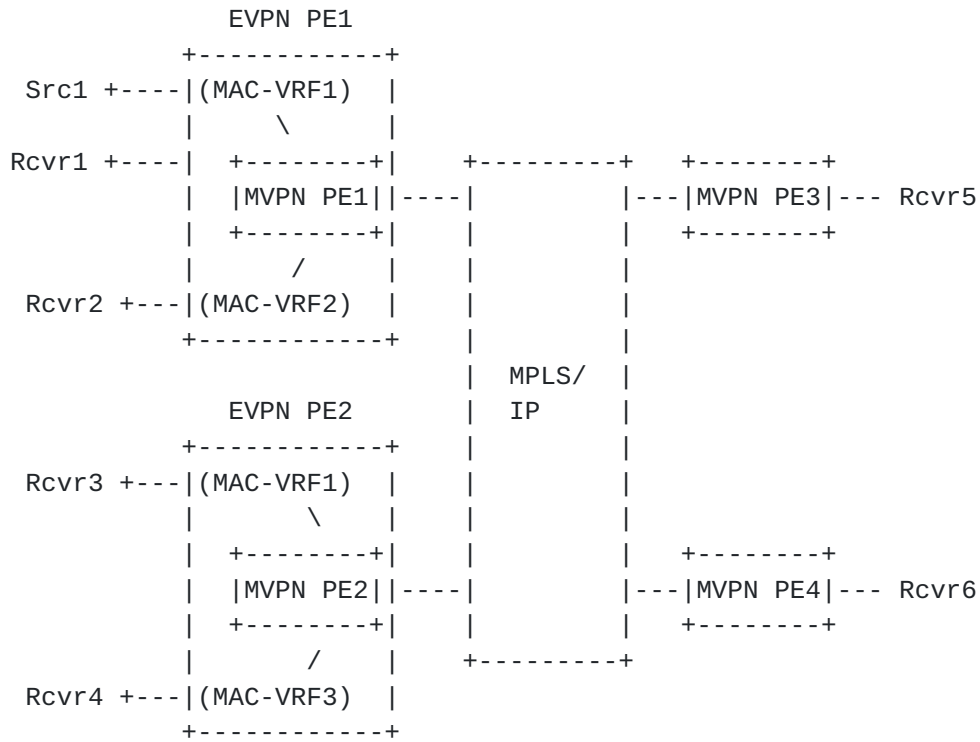 EVPN PE1
+------------+
Src1 +----|(MAC-VRF1)  |
|     \      |
Rcvr1 +----|  +--------+|    +---------+   +--------+
|  |MVPN PE1||----|         |---|MVPN PE3|--- Rcvr5
|  +--------+|    |         |   +--------+
|      /     |    |         |
Rcvr2 +---|(MAC-VRF2)  |    |         |
+------------+    |         |
|  MPLS/  |
EVPN PE2       |  IP     |
+------------+    |         |
Rcvr3 +---|(MAC-VRF1)  |    |         |
|       \    |    |         |
|  +--------+|    |         |   +--------+
|  |MVPN PE2||----|         |---|MVPN PE4|--- Rcvr6
|  +--------+|    |         |   +--------+
|       /    |    +---------+
Rcvr4 +---|(MAC-VRF3)  |
+------------+